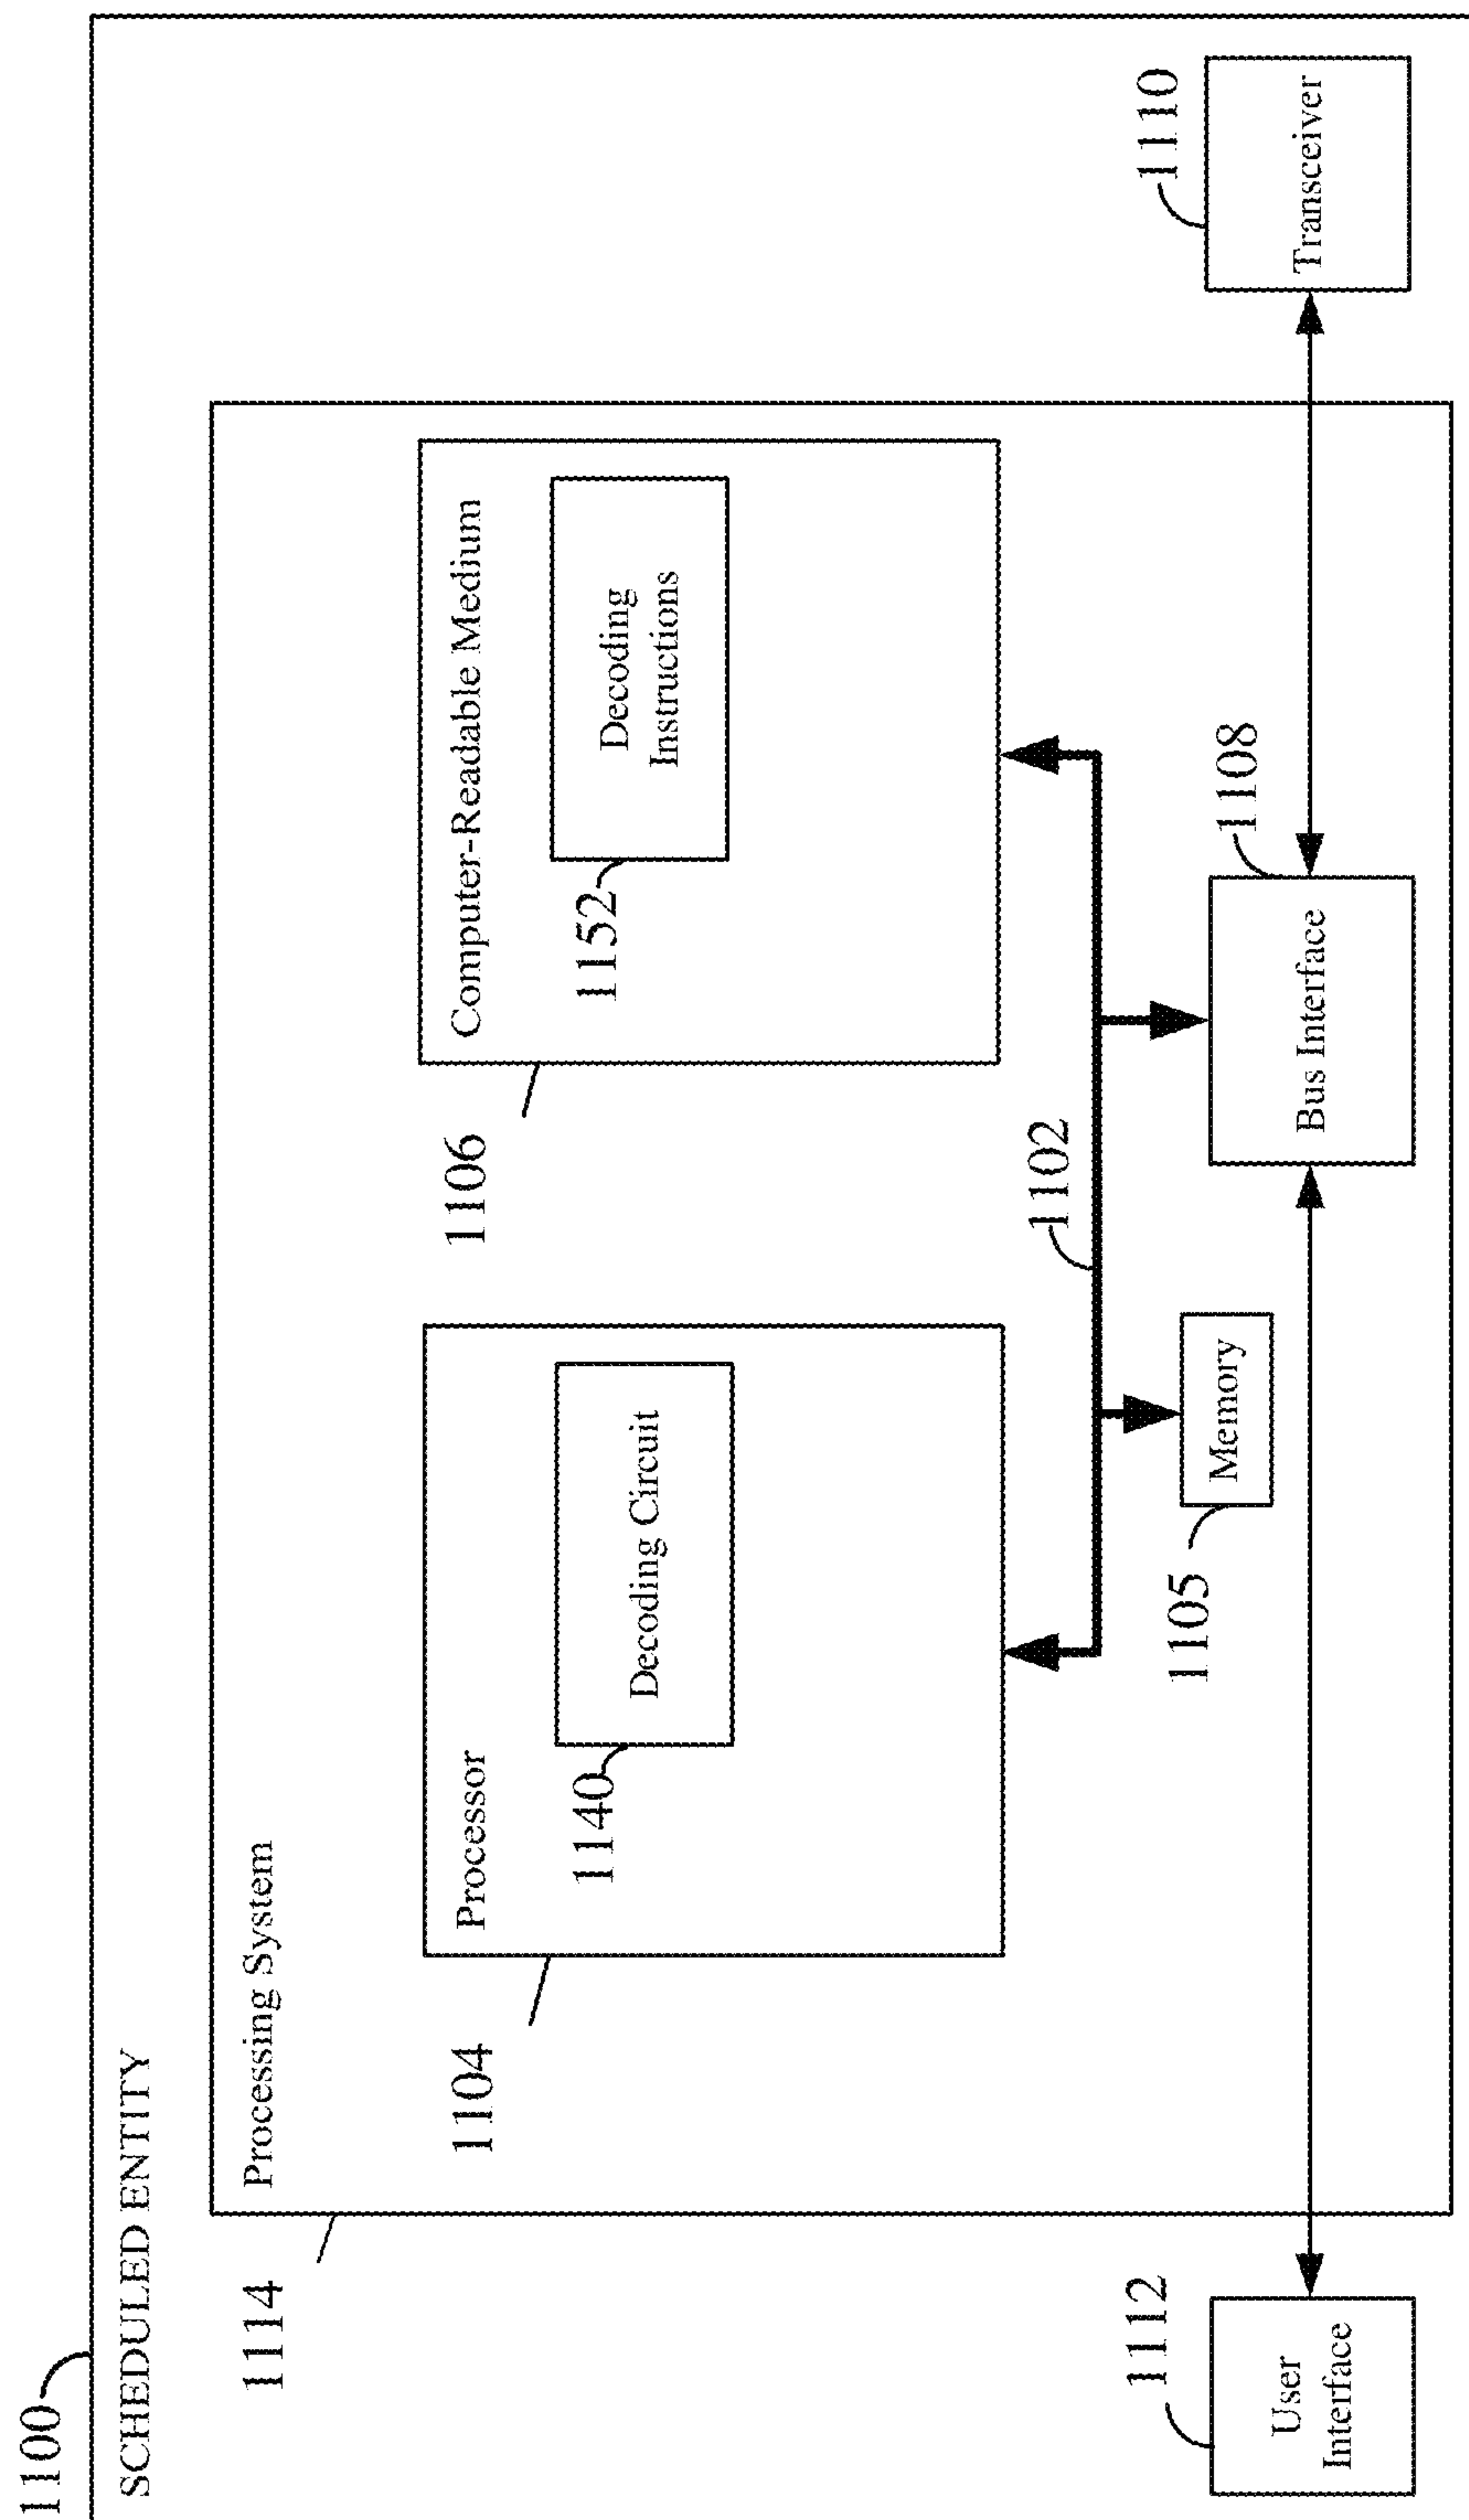 1100
SCHEDULED ENTITY
1114
Processing System
1104
Processor
1140
Decoding Circuit
1106
Computer-Readable Medium
1152
Decoding
Instructions
1102
1105
Memory
1108
Bus Interface
1112
User
Interface
1110
Transceiver